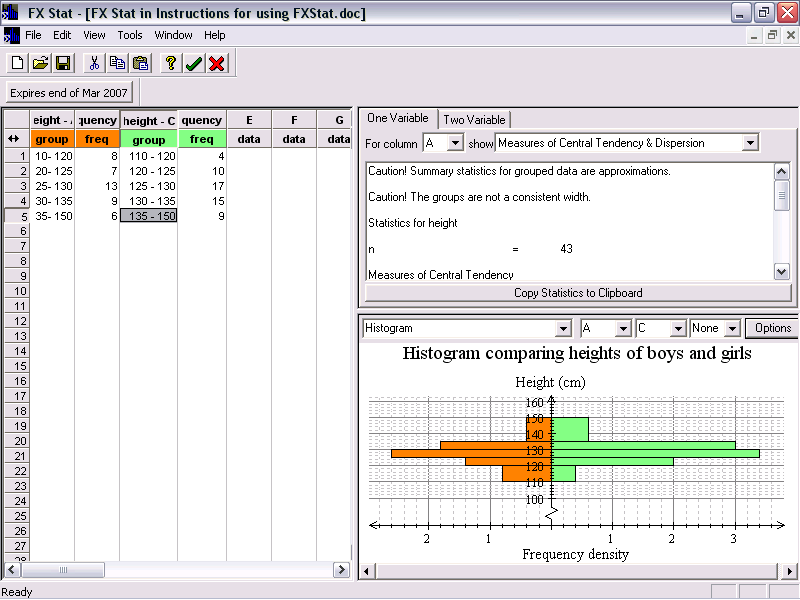 FX Stat - [FX Stat in Instructions for using FXStat.doc]
File Edit View Tools Window Help
Expires end of Mar 2007
eight - quency height - C quency E F G
group freq group freq data data data
1 10- 120 8 110 - 120 4
2 20- 125 7 120 - 125 10
3 25- 130 13 125 - 130 17
4 30- 135 9 130 - 135 15
5 35- 150 6 135 - 150 9
6
7
8
9
10
11
12
13
14
15
16
17
18
19
20
21
22
23
24
25
26
27
28
One Variable Two Variable
For column A show Measures of Central Tendency & Dispersion
Caution! Summary statistics for grouped data are approximations.
Caution! The groups are not a consistent width.
Statistics for height
n = 43
Measures of Central Tendency
Copy Statistics to Clipboard
Histogram A C None Options
Histogram comparing heights of boys and girls
Height (cm)
160
150
140
130
120
110
100
2 1 1 2 3
Frequency density
Ready